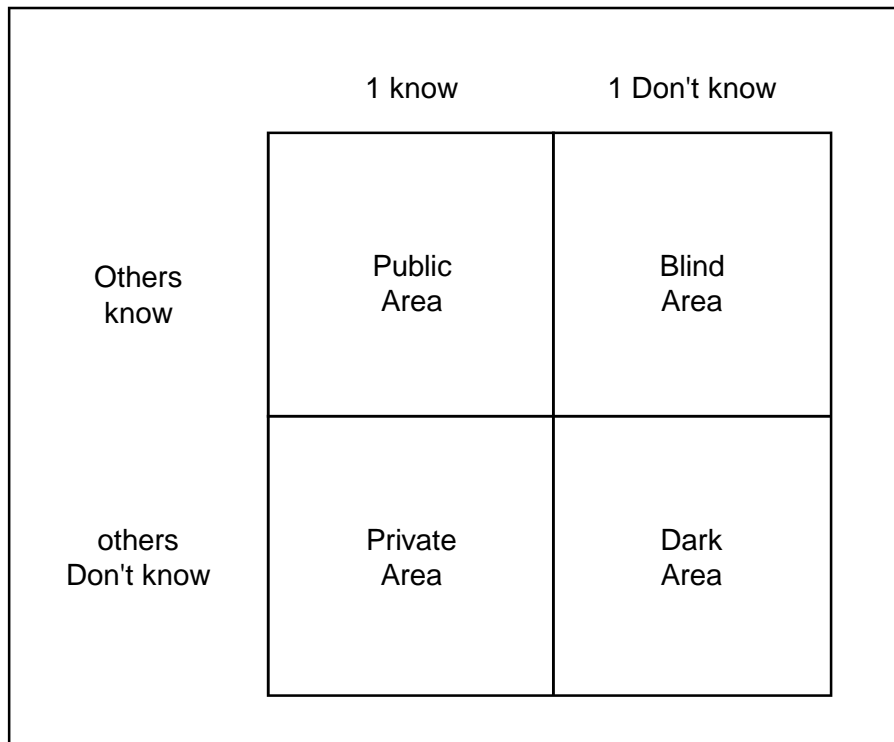 1 know
1 Don't know
Others
know
Public
Area
Blind
Area
others
Don't know
Private
Area
Dark
Area